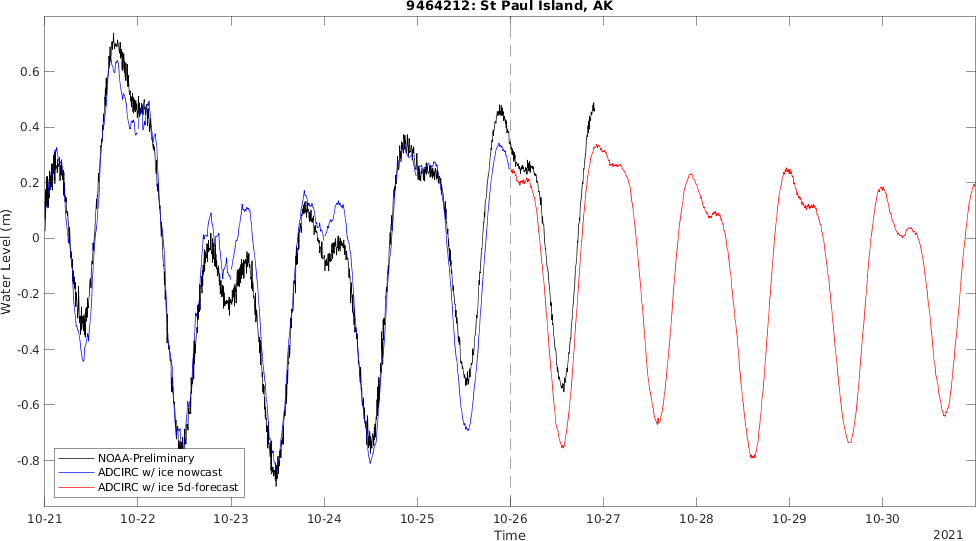 9464212: St Paul Island, AK
Water Level (m)
0.6
0.4
0.2
0
-0.2
-0.4
-0.6
-0.8
NOAA-Preliminary
ADCIRC w/ ice nowcast
ADCIRC w/ ice 5d-forecast
10-21 10-22 10-23 10-24 10-25 10-26 10-27 10-28 10-29 10-30
Time
2021